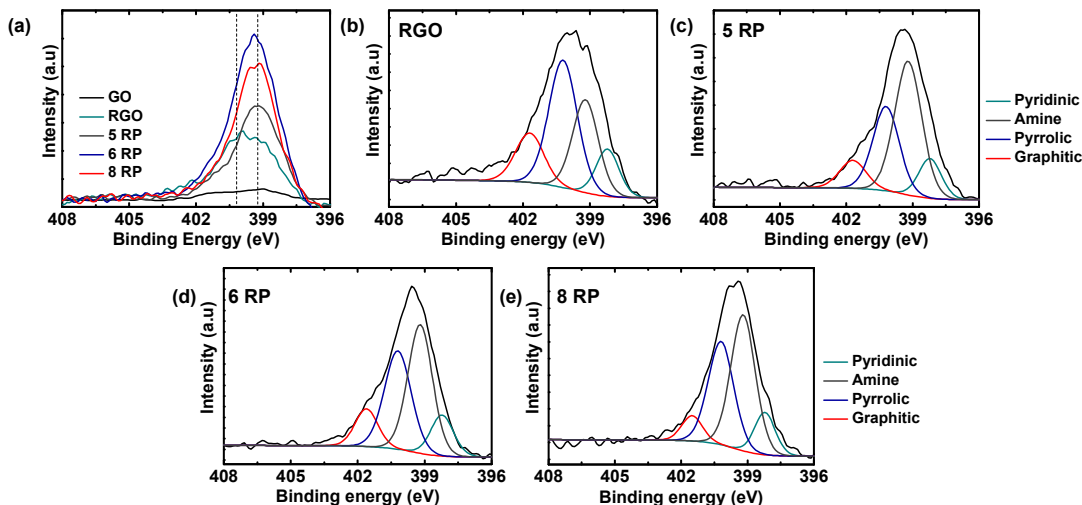 (a)
Intensity (a.u)
GO
RGO
5 RP
6 RP
8 RP
408 405 402 399 396
Binding Energy (eV)
(b)
RGO
Intensity (a.u)
408 405 402 399 396
Binding energy (eV)
(c)
5 RP
Intensity (a.u)
408 405 402 399 396
Binding energy (eV)
Pyridinic
Amine
Pyrrolic
Graphitic
(d)
6 RP
Intensity (a.u)
408 405 402 399 396
Binding energy (eV)
(e)
8 RP
Intensity (a.u)
408 405 402 399 396
Binding energy (eV)
Pyridinic
Amine
Pyrrolic
Graphitic